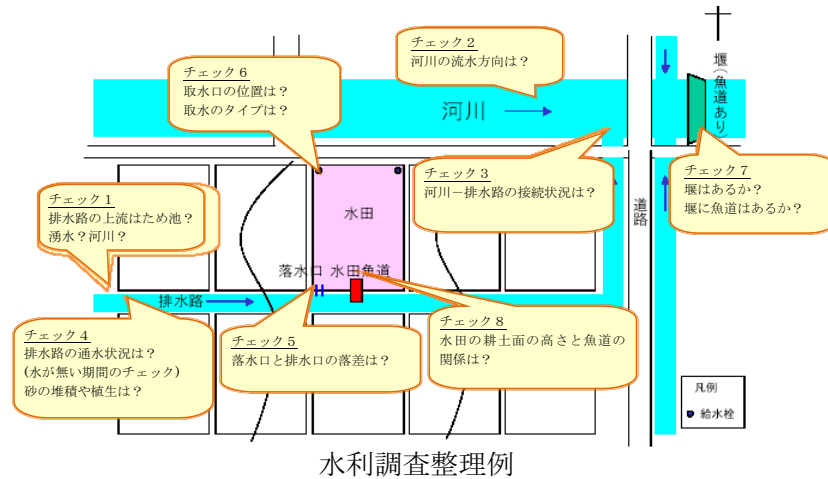 チェック６
取水口の位置は？
取水のタイプは？
チェック２
河川の流水方向は？
堰(魚道あり)
河川
チェック３
河川－排水路の接続状況は？
チェック７
堰はあるか？
堰に魚道はあるか？
チェック１
排水路の上流はため池？
湧水？河川？
水田
道路
落水口 水田魚道
排水路
チェック４
排水路の通水状況は？
(水が無い期間のチェック)
砂の堆積や植生は？
チェック５
落水口と排水口の落差は？
チェック８
水田の耕土面の高さと魚道の
関係は？
凡例
給水栓
水利調査整理例